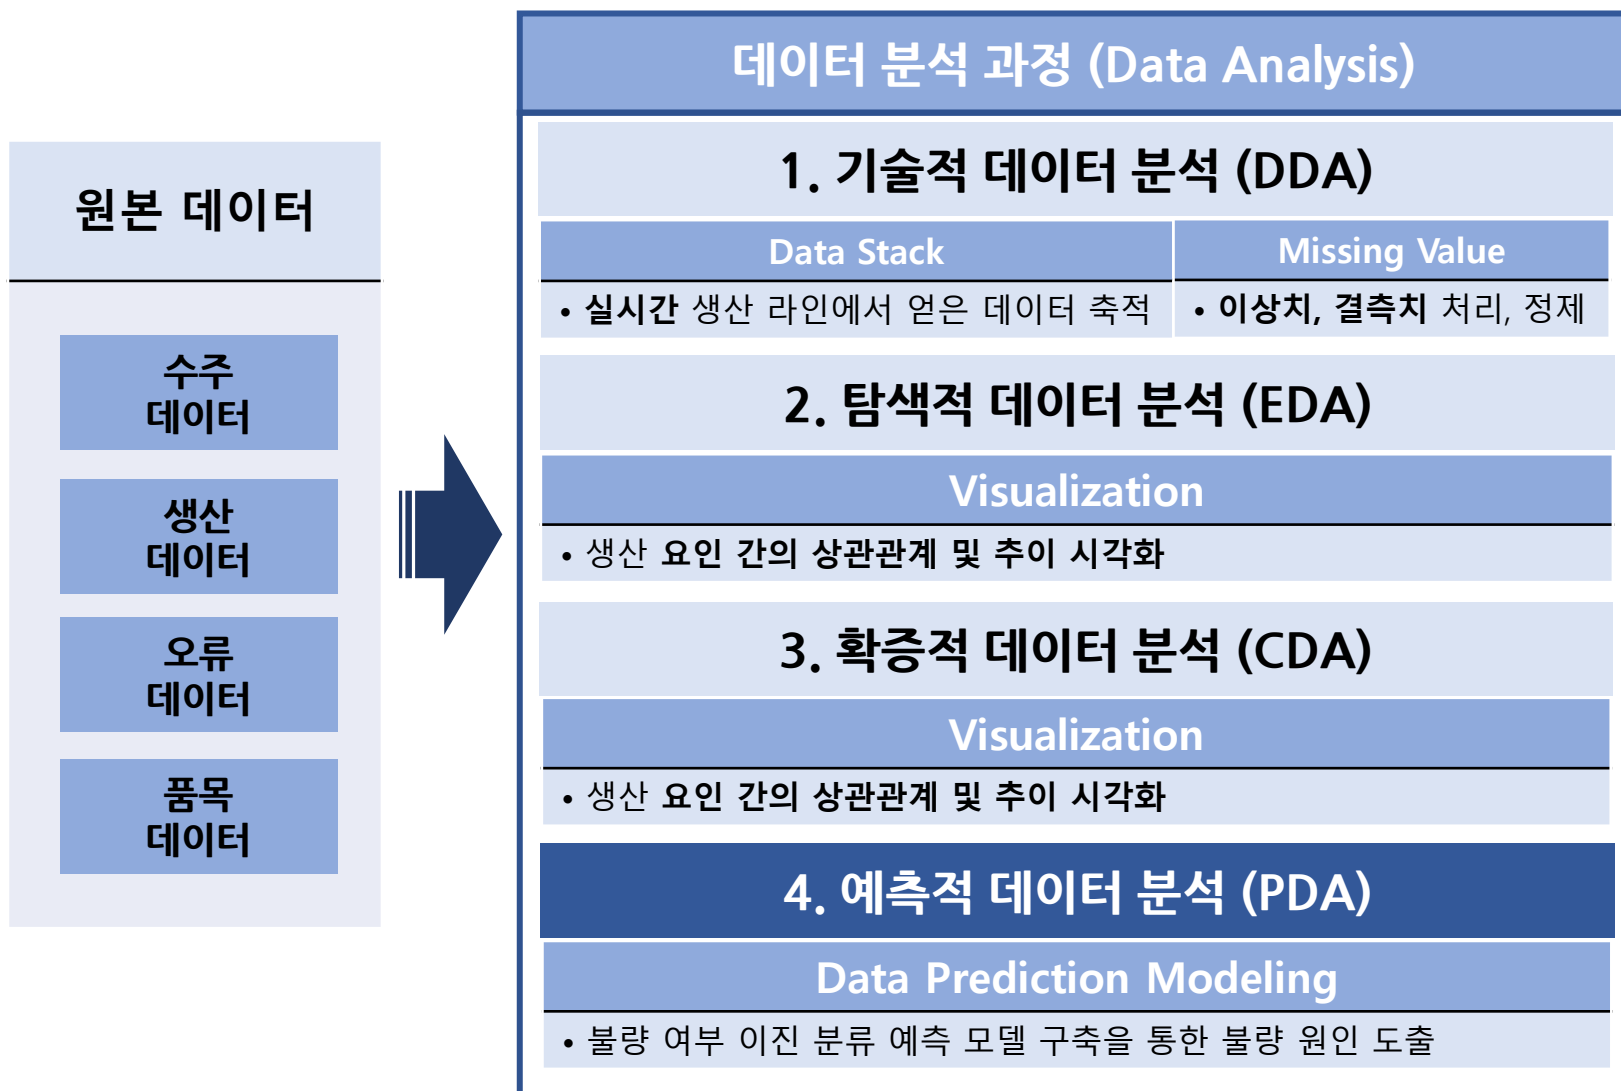 원본 데이터
수주
데이터
생산
데이터
오류
데이터
품목
데이터
데이터 분석 과정 (Data Analysis)
1. 기술적 데이터 분석 (DDA)
Data Stack
• 실시간 생산 라인에서 얻은 데이터 축적
Missing Value
• 이상치, 결측치 처리, 정제
2. 탐색적 데이터 분석 (EDA)
Visualization
• 생산 요인 간의 상관관계 및 추이 시각화
3. 확증적 데이터 분석 (CDA)
Visualization
• 생산 요인 간의 상관관계 및 추이 시각화
4. 예측적 데이터 분석 (PDA)
Data Prediction Modeling
• 불량 여부 이진 분류 예측 모델 구축을 통한 불량 원인 도출